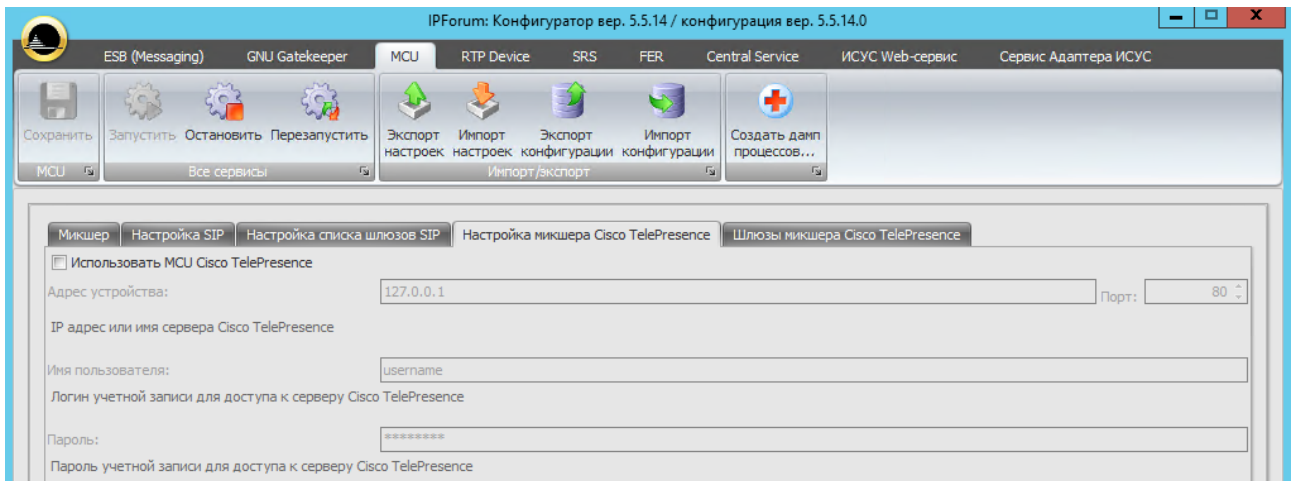 IPForum: Конфигуратор вер. 5.5.14 / конфигурация вер. 5.5.14.0
ESB (Messaging) GNU Gatekeeper MCU RTP Device SRS FER Central Service ИСУС Web-сервис Сервис Адаптера ИСУС
Сохранить Запустить Остановить Перезапустить Экспорт настроек Импорт настроек Экспорт конфигурации Импорт конфигурации Создать дамп процессов...
MCU Все сервисы Импорт/экспорт
Микшер Настройка SIP Настройка списка шлюзов SIP Настройка микшера Cisco TelePresence Шлюзы микшера Cisco TelePresence
Использовать MCU Cisco TelePresence
Адрес устройства: 127.0.0.1 Порт: 80
IP адрес или имя сервера Cisco TelePresence
Имя пользователя: username
Логин учетной записи для доступа к серверу Cisco TelePresence
Пароль: ********
Пароль учетной записи для доступа к серверу Cisco TelePresence